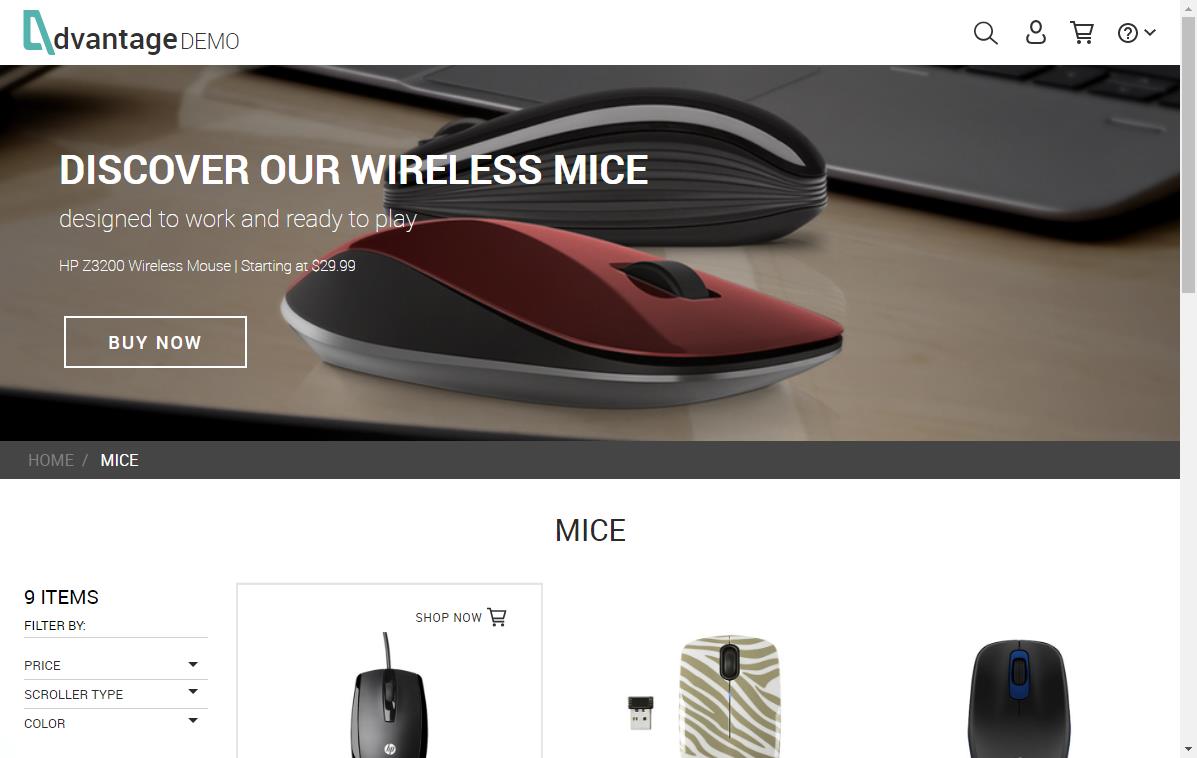 dvantage DEMO
DISCOVER OUR WIRELESS MICE
designed to work and ready to play
HP Z3200 Wireless Mouse | Starting at $29.99
BUY NOW
HOME / MICE
MICE
9 ITEMS
FILTER BY:
PRICE
SCROLLER TYPE
COLOR
SHOP NOW
hp